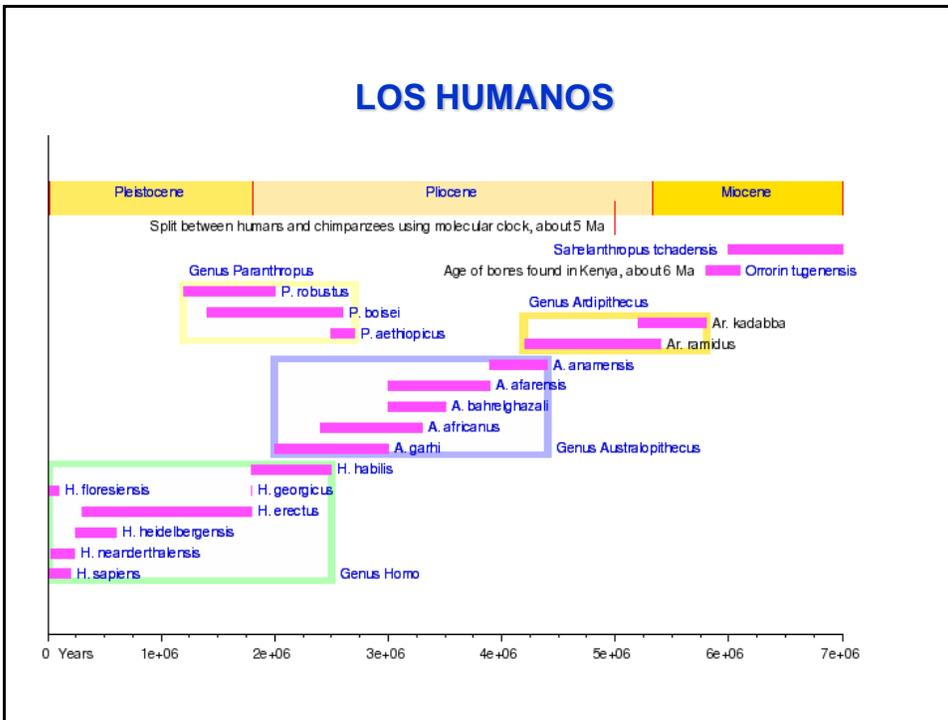 LOS HUMANOS
Pleistocene Pliocene Miocene
Split between humans and chimpanzees using molecular clock, about 5 Ma
Sahelanthropus tchadensis
Age of bones found in Kenya, about 6 Ma Orrorin tugenensis
Genus Paranthropus
P. robustus
Genus Ardipithecus
P. boisei
Ar. kadabba
P. aethiopicus
Ar. ramidus
A. anamensis
A. afarensis
A. bahrelghazali
A. africanus
A. garhi Genus Australopithecus
H. habilis
H. floresiensis H. georgicus
H. erectus
H. heidelbergensis
H. neanderthalensis
H. sapiens Genus Homo
0 Years 1e+06 2e+06 3e+06 4e+06 5e+06 6e+06 7e+06